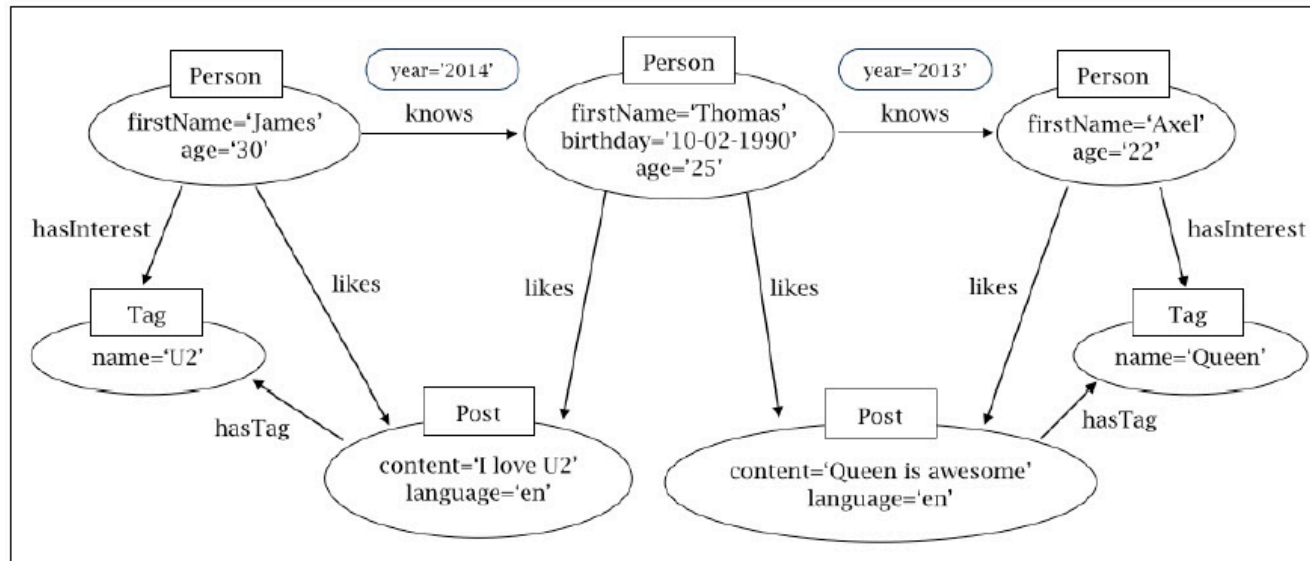 Person
year='2014'
Person
year='2013'
Person
firstName='James'
age='30'
knows
firstName='Thomas'
birthday='10-02-1990'
age='25'
knows
firstName='Axel'
age='22'
hasInterest
likes
likes
likes
likes
hasInterest
Tag
name='U2'
Tag
name='Queen'
hasTag
Post
content='I love U2'
language='en'
Post
content='Queen is awesome'
language='en'
hasTag